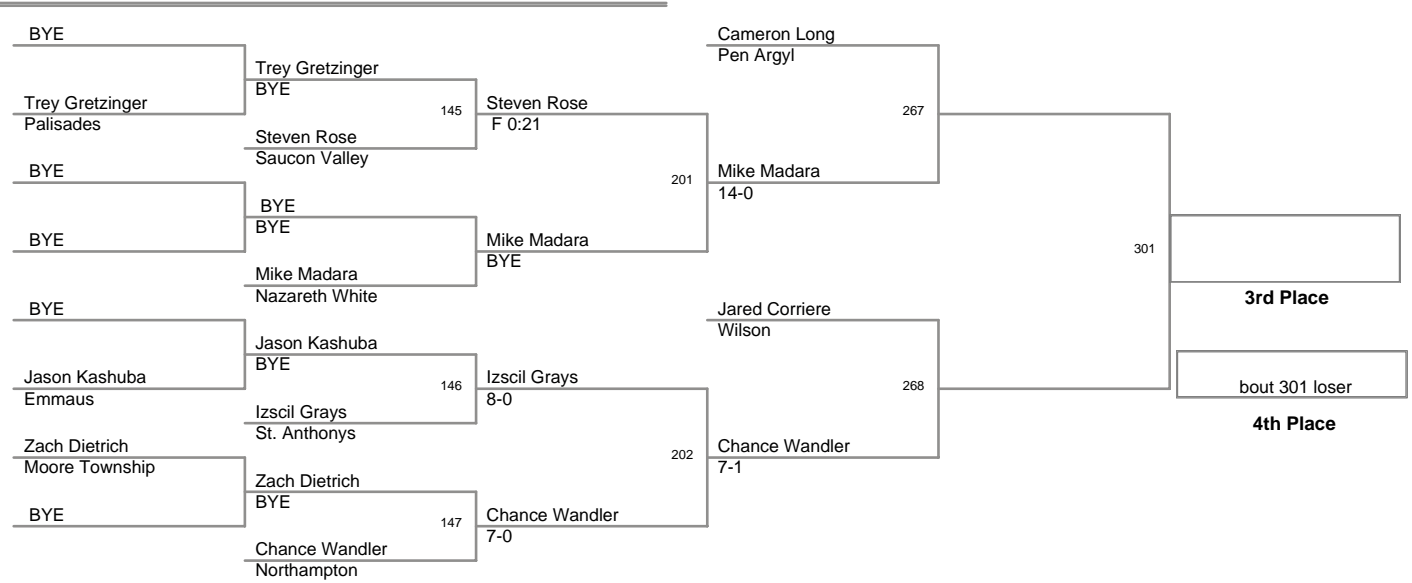 BYE
Trey Gretzinger
Palisades
BYE
BYE
BYE
Jason Kashuba
Emmaus
Zach Dietrich
Moore Township
BYE
Trey Gretzinger
BYE
145
Steven Rose
Saucon Valley
BYE
BYE
Mike Madara
Nazareth White
Jason Kashuba
BYE
146
Izscil Grays
St. Anthonys
Zach Dietrich
BYE
147
Chance Wandler
Northampton
Steven Rose
F 0:21
201
Mike Madara
BYE
Izscil Grays
8-0
202
Chance Wandler
7-0
Cameron Long
Pen Argyl
267
Mike Madara
14-0
Jared Corriere
Wilson
268
Chance Wandler
7-1
301
3rd Place
bout 301 loser
4th Place